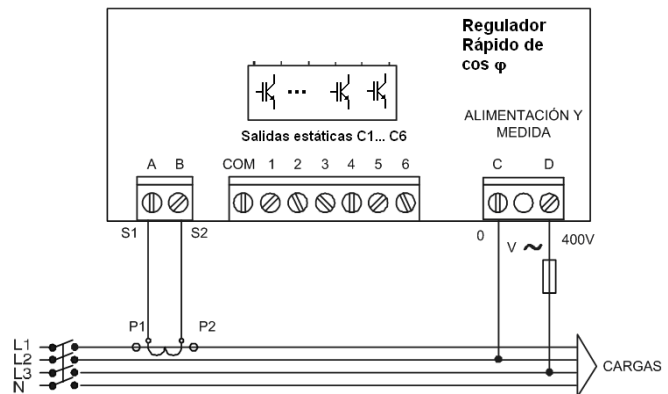 Regulador
Rápido de
cos φ
...
Salidas estáticas C1... C6
ALIMENTACIÓN Y
MEDIDA
A B COM 1 2 3 4 5 6 C D
S1 S2 0 V ~ 400V
P1 P2
L1
L2
L3
N
CARGAS